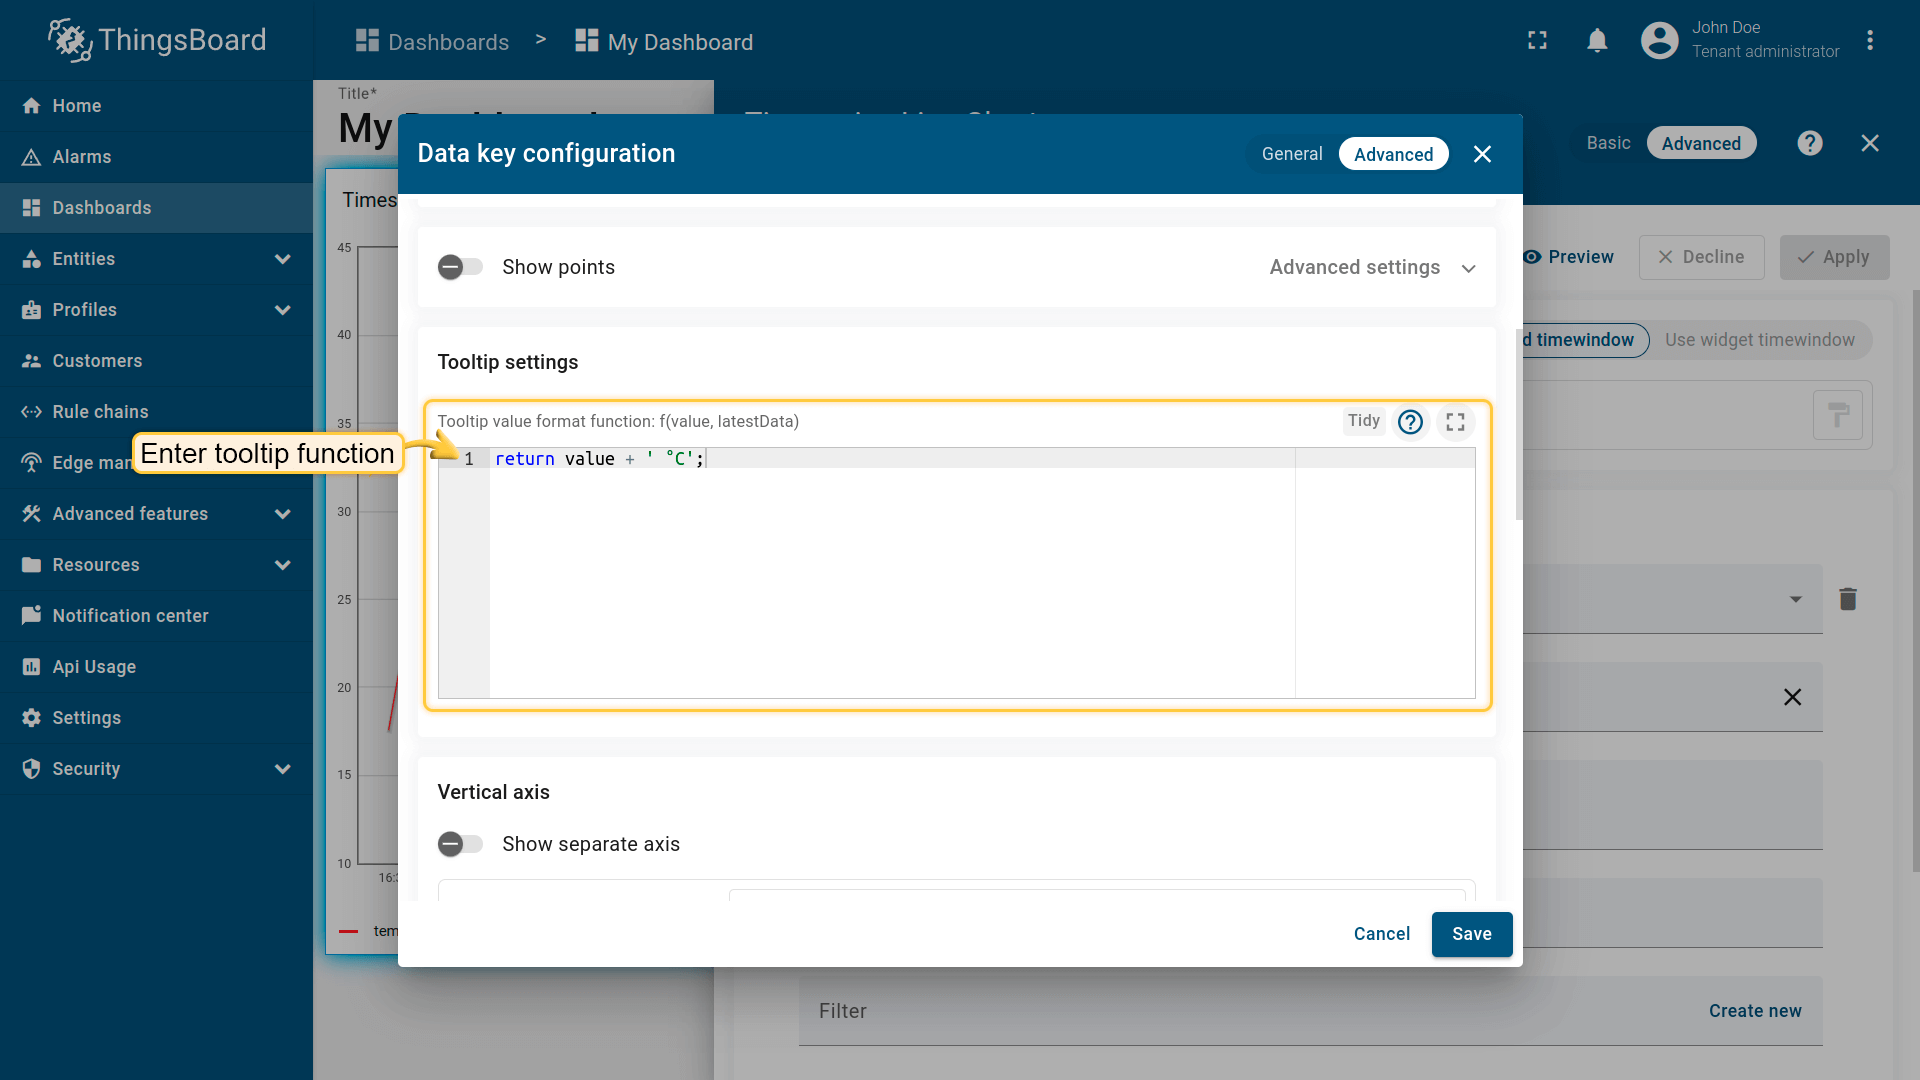 ThingsBoard
Dashboards > My Dashboard
John Doe
Tenant administrator
Home
Alarms
Dashboards
Entities
Profiles
Customers
Rule chains
Edge man
Advanced features
Resources
Notification center
Api Usage
Settings
Security
Title*
My
Basic
Advanced
Times
45
40
35
30
25
20
15
10
16:
tem
Preview
Decline
Apply
d timewindow
Use widget timewindow
Filter
Create new
Data key configuration
General
Advanced
Show points
Advanced settings
Tooltip settings
Tooltip value format function: f(value, latestData)
Tidy
Enter tooltip function
1 return value + ' °C';
Vertical axis
Show separate axis
Cancel
Save